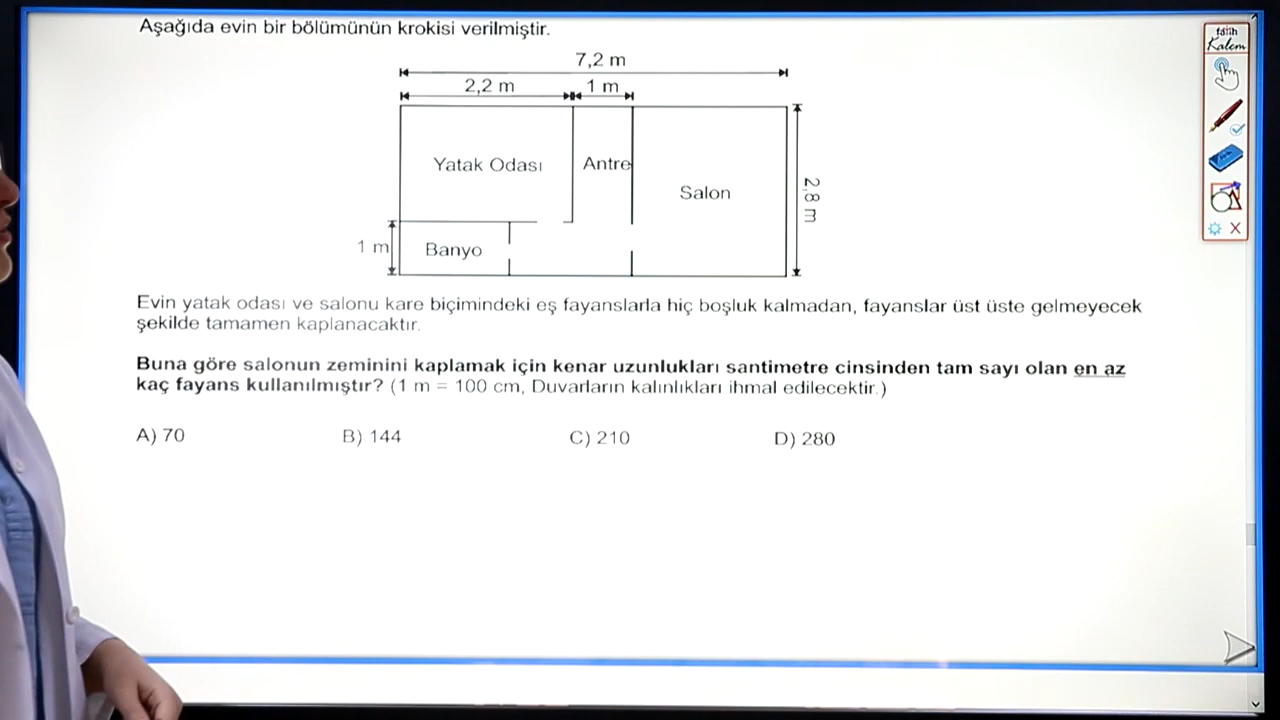 Aşağıda evin bir bölümünün krokisi verilmiştir.
7,2 m
2,2 m
1 m
Yatak Odası
Antre
Salon
2,8 m
1 m
Banyo
Evin yatak odası ve salonu kare biçimindeki eş fayanslarla hiç boşluk kalmadan, fayanslar üst üste gelmeyecek
şekilde tamamen kaplanacaktır.
Buna göre salonun zeminini kaplamak için kenar uzunlukları santimetre cinsinden tam sayı olan en az
kaç fayans kullanılmıştır? (1 m = 100 cm, Duvarların kalınlıkları ihmal edilecektir.)
A) 70
B) 144
C) 210
D) 280
fatih
Kalem